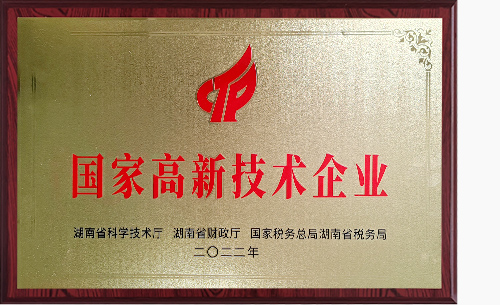 国家高新技术企业
湖南省科学技术厅 湖南省财政厅 国家税务总局湖南省税务局
二〇二二年